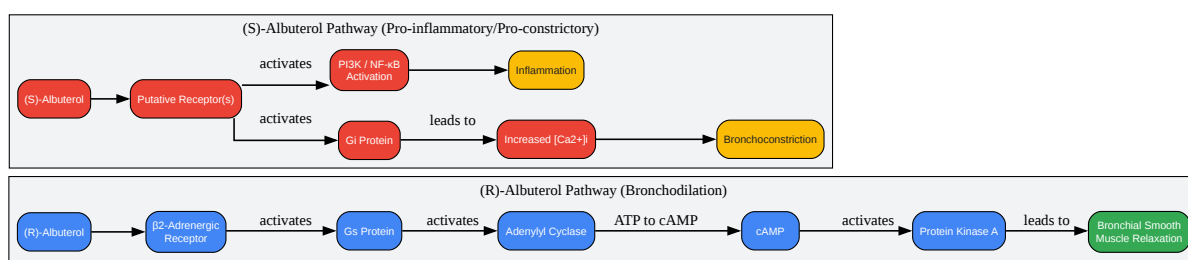 (S)-Albuterol Pathway (Pro-inflammatory/Pro-constrictory)
activates
PI3K / NF-κB
Activation
Inflammation
(S)-Albuterol
Putative Receptor(s)
activates
Gi Protein
leads to
Increased [Ca2+]i
Bronchoconstriction
(R)-Albuterol Pathway (Bronchodilation)
(R)-Albuterol
β2-Adrenergic
Receptor
activates
Gs Protein
activates
Adenylyl Cyclase
ATP to cAMP
cAMP
activates
Protein Kinase A
leads to
Bronchial Smooth
Muscle Relaxation